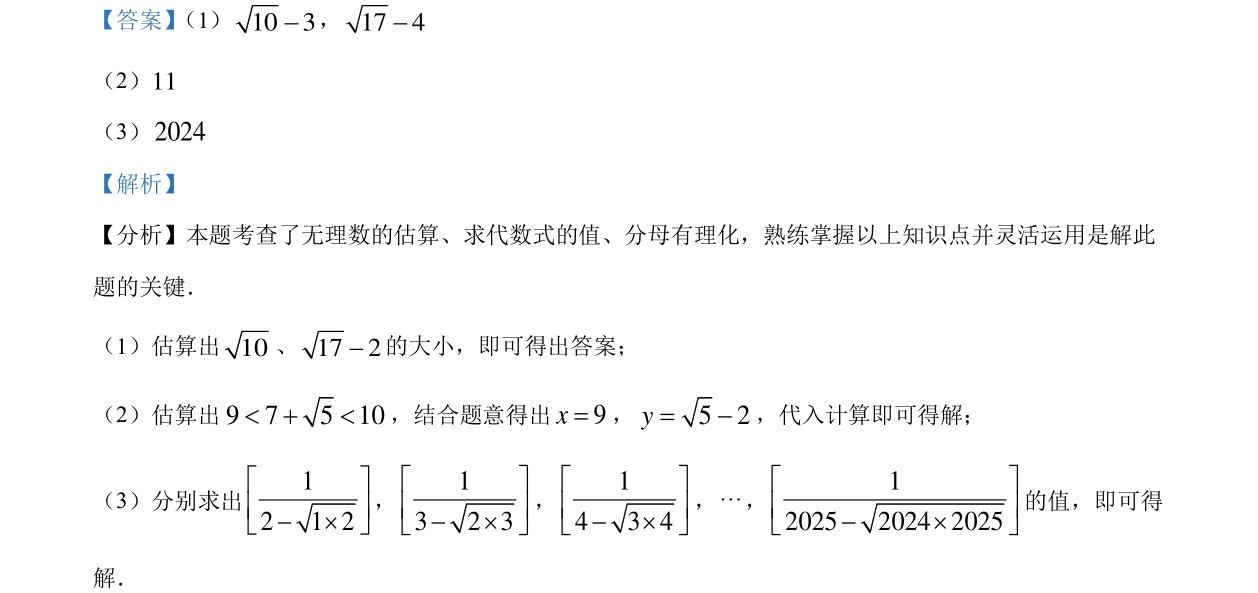 【答案】（1）√10−3，√17−4
（2）11
（3）2024
【解析】
【分析】本题考查了无理数的估算、求代数式的值、分母有理化，熟练掌握以上知识点并灵活运用是解此
题的关键．
（1）估算出√10、√17−2的大小，即可得出答案；
（2）估算出9<7+√5<10，结合题意得出x=9，y=√5−2，代入计算即可得解；
（3）分别求出[1/(2−√(1×2))]，[1/(3−√(2×3))]，[1/(4−√(3×4))]，…，[1/(2025−√(2024×2025))]的值，即可得
解．